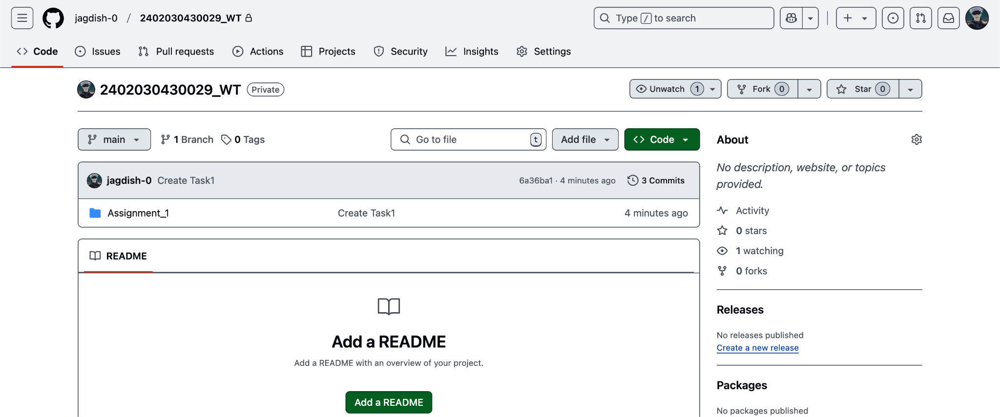 jagdish-0 / 2402030430029_WT
Type / to search
Code Issues Pull requests Actions Projects Security Insights Settings
2402030430029_WT Private
Unwatch 1 Fork 0 Star 0
main 1 Branch 0 Tags
Go to file t Add file Code
jagdish-0 Create Task1 6a36ba1 · 4 minutes ago 3 Commits
Assignment_1 Create Task1 4 minutes ago
README
Add a README
Add a README with an overview of your project.
Add a README
About
No description, website, or topics
provided.
Activity
0 stars
1 watching
0 forks
Releases
No releases published
Create a new release
Packages
No packages published